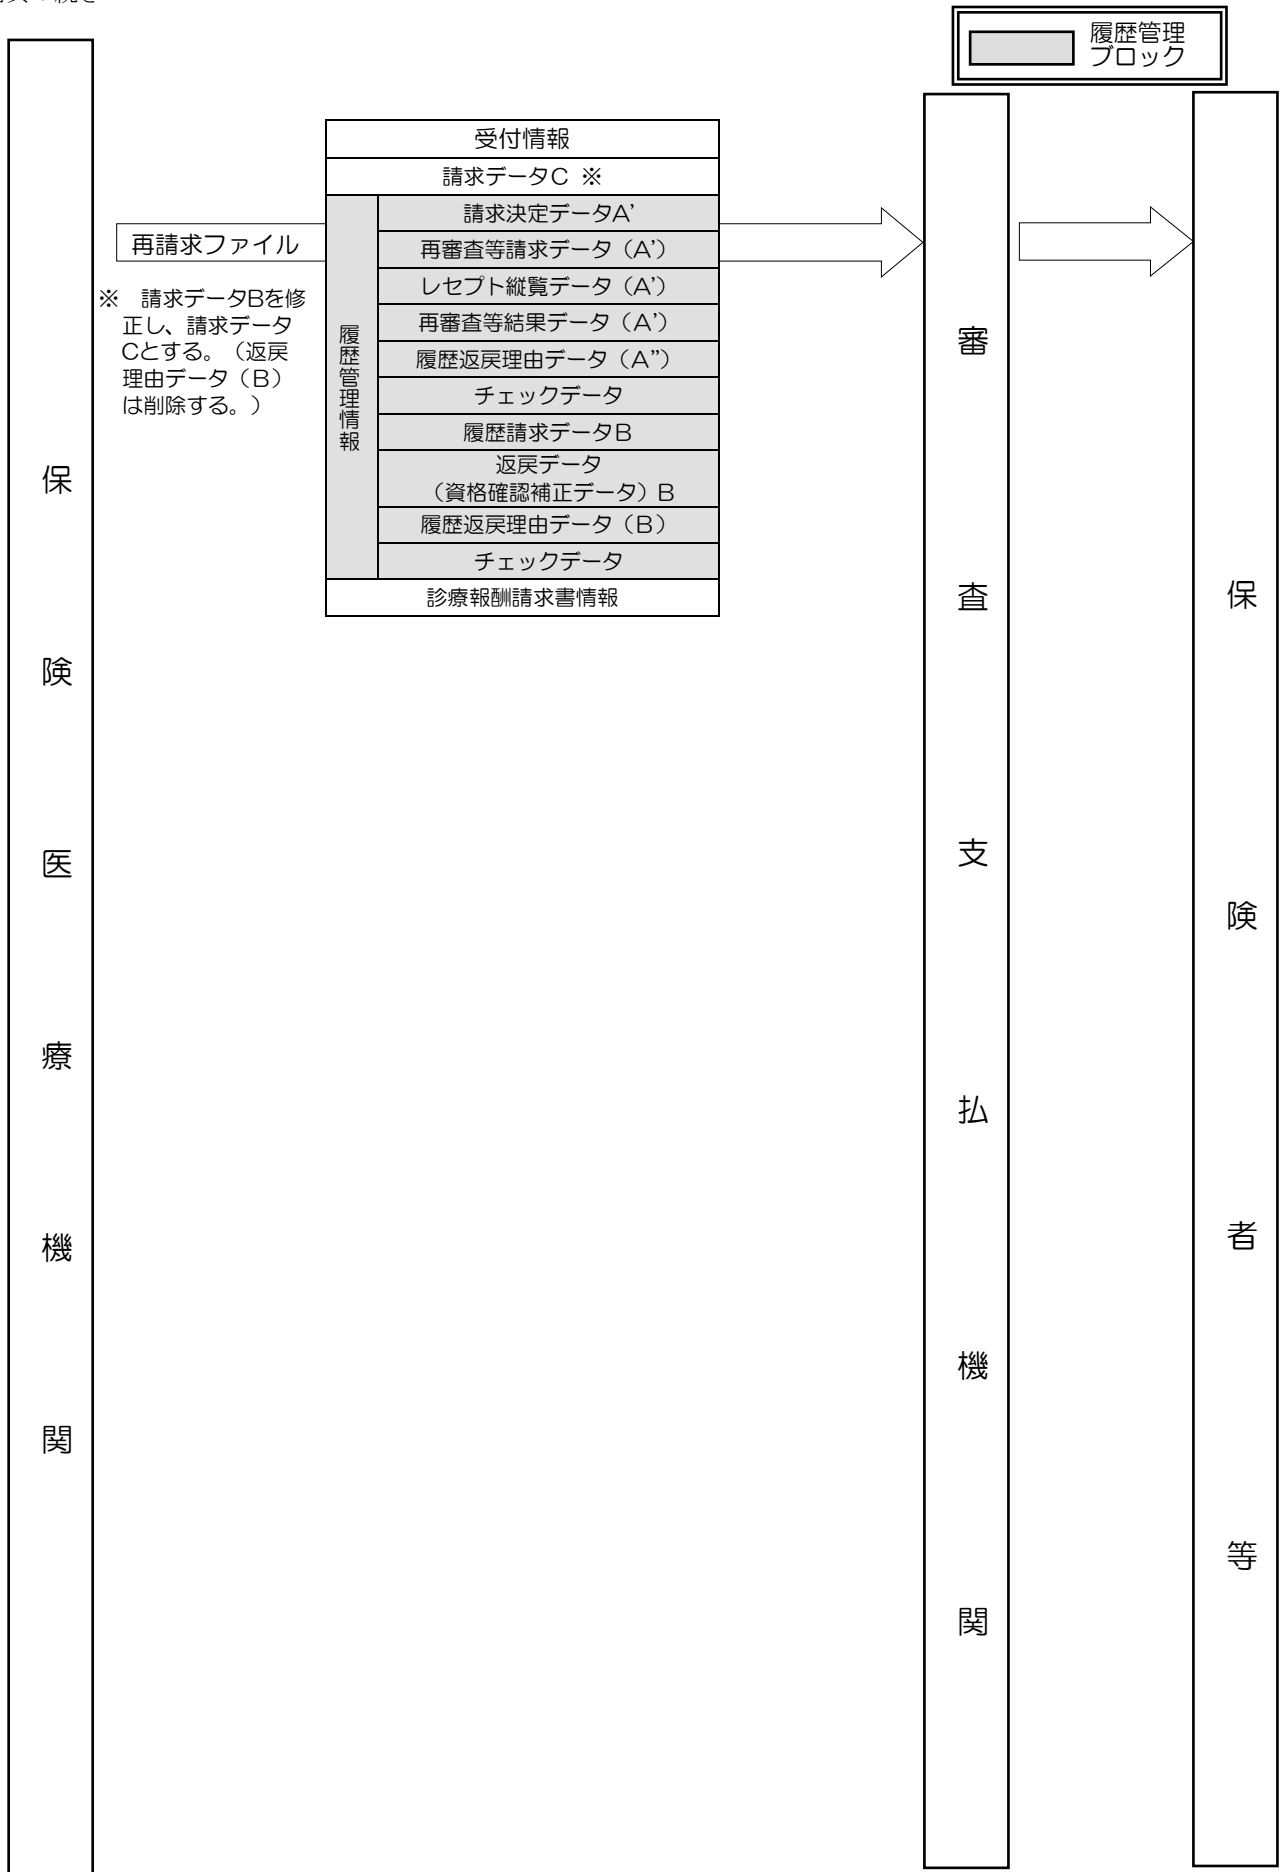 の続き
履歴管理
ブロック
保険医療機関
受付情報
請求データC ※
再請求ファイル
※ 請求データBを修
正し、請求データ
Cとする。（返戻
理由データ（B）
は削除する。）
履歴管理情報
請求決定データA’
再審査等請求データ（A’）
レセプト縦覧データ（A’）
再審査等結果データ（A’）
履歴返戻理由データ（A”）
チェックデータ
履歴請求データB
返戻データ
（資格確認補正データ）B
履歴返戻理由データ（B）
チェックデータ
診療報酬請求書情報
審査支払機関
保険者等